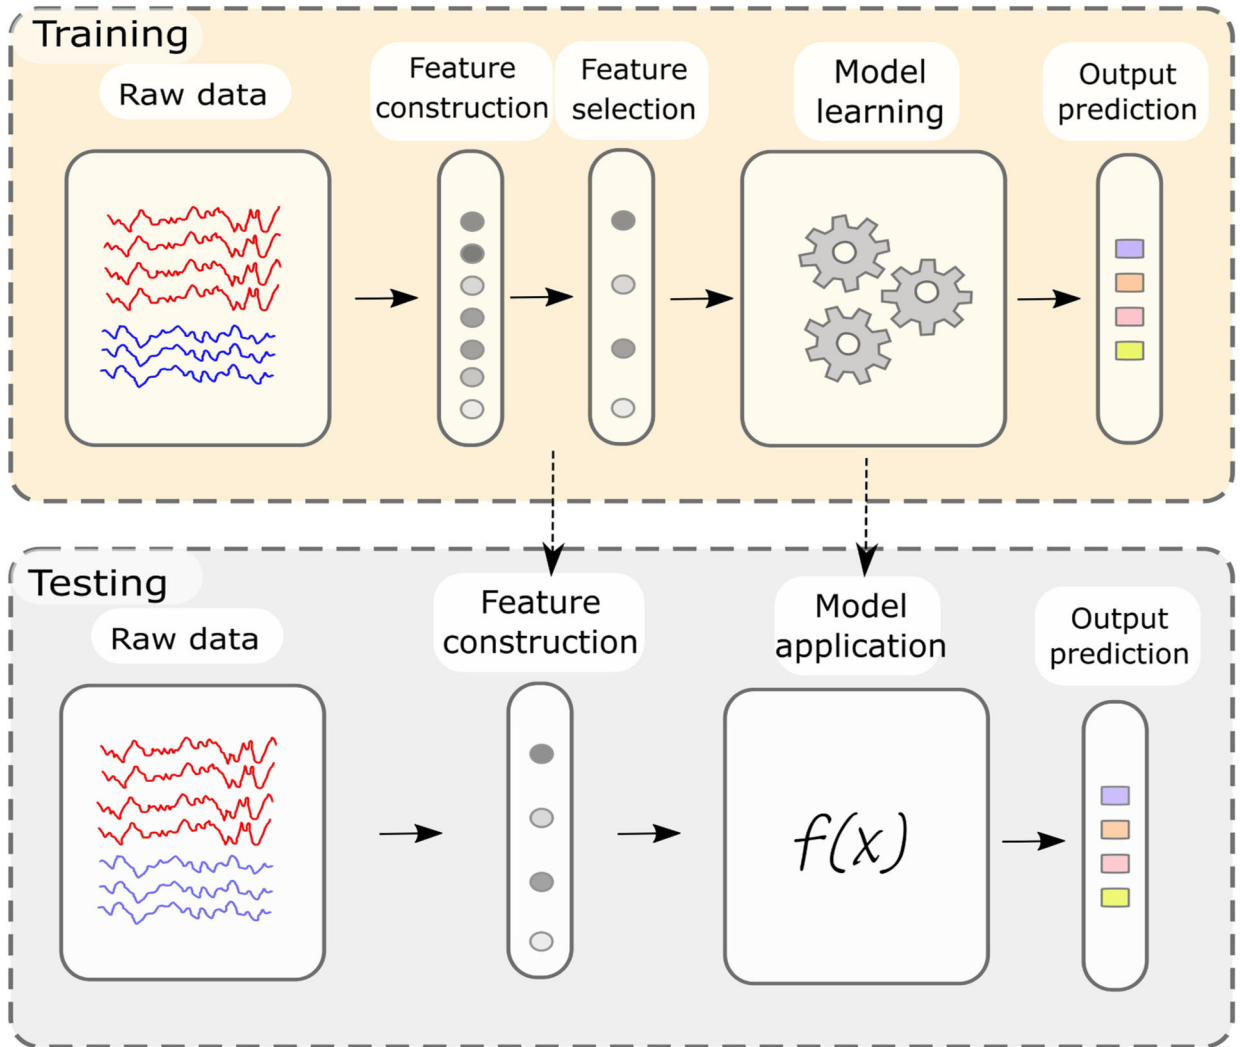 Training
Raw data
Feature
construction
Feature
selection
Model
learning
Output
prediction
Testing
Raw data
Feature
construction
Model
application
Output
prediction
f(x)